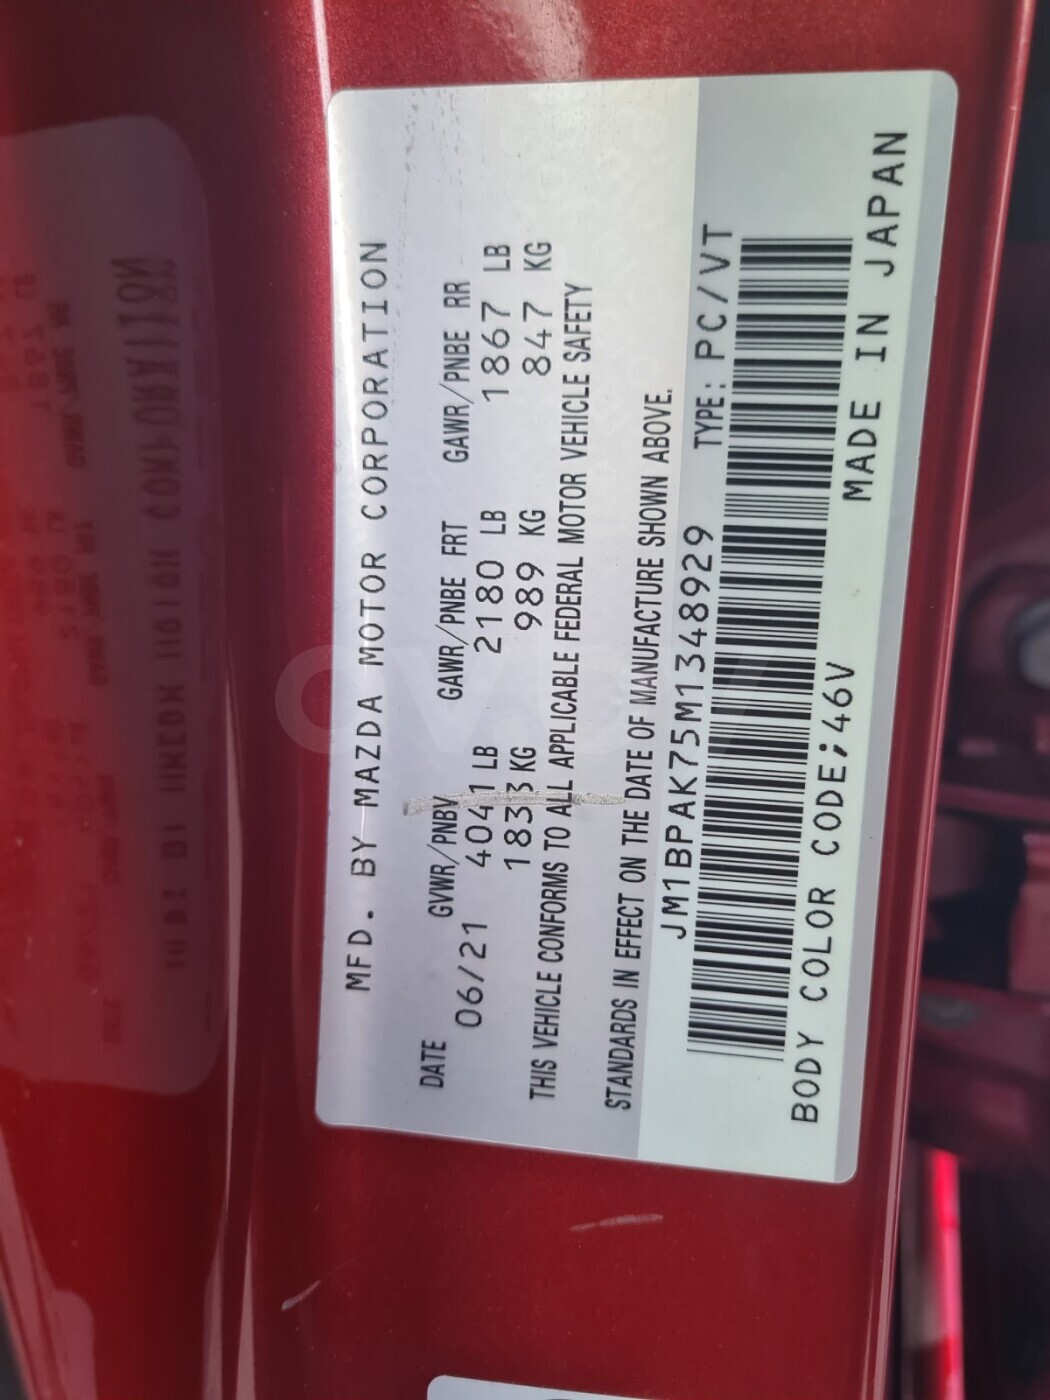 MFD. BY MAZDA MOTOR CORPORATION
DATE GVWR/PNBV GAWR/PNBE FRT GAWR/PNBE RR
06/21 4041 LB 2180 LB 1867 LB
1833 KG 989 KG 847 KG
THIS VEHICLE CONFORMS TO ALL APPLICABLE FEDERAL MOTOR VEHICLE SAFETY
STANDARDS IN EFFECT ON THE DATE OF MANUFACTURE SHOWN ABOVE.
JM1BPAK75M1348929 TYPE: PC/VT
BODY COLOR CODE;46V MADE IN JAPAN
av.by